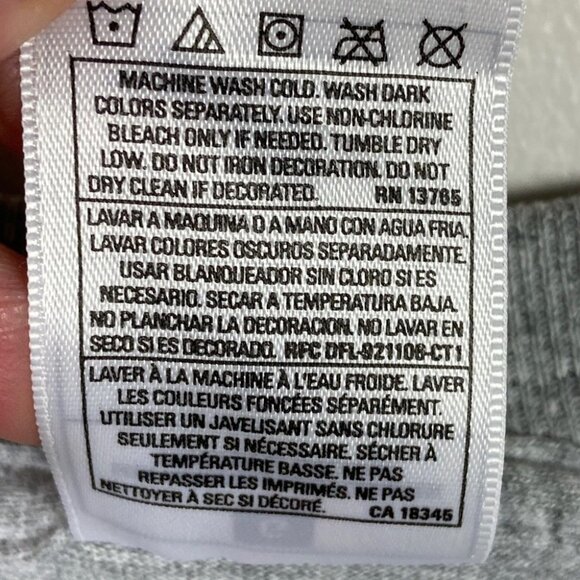 MACHINE WASH COLD. WASH DARK
COLORS SEPARATELY. USE NON-CHLORINE
BLEACH ONLY IF NEEDED. TUMBLE DRY
LOW. DO NOT IRON DECORATION. DO NOT
DRY CLEAN IF DECORATED. RN 13765
LAVAR A MAQUINA O A MANO CON AGUA FRIA.
LAVAR COLORES OSCUROS SEPARADAMENTE.
USAR BLANQUEADOR SIN CLORO SI ES
NECESARIO. SECAR A TEMPERATURA BAJA.
NO PLANCHAR LA DECORACION. NO LAVAR EN
SECO SI ES DECORADO. RFC DFL-921106-CT1
LAVER À LA MACHINE À L'EAU FROIDE. LAVER
LES COULEURS FONCÉES SÉPARÉMENT.
UTILISER UN JAVELISANT SANS CHLORURE
SEULEMENT SI NÉCESSAIRE. SÉCHER À
TEMPÉRATURE BASSE. NE PAS
REPASSER LES IMPRIMÉS. NE PAS
NETTOYER À SEC SI DÉCORÉ. CA 18345